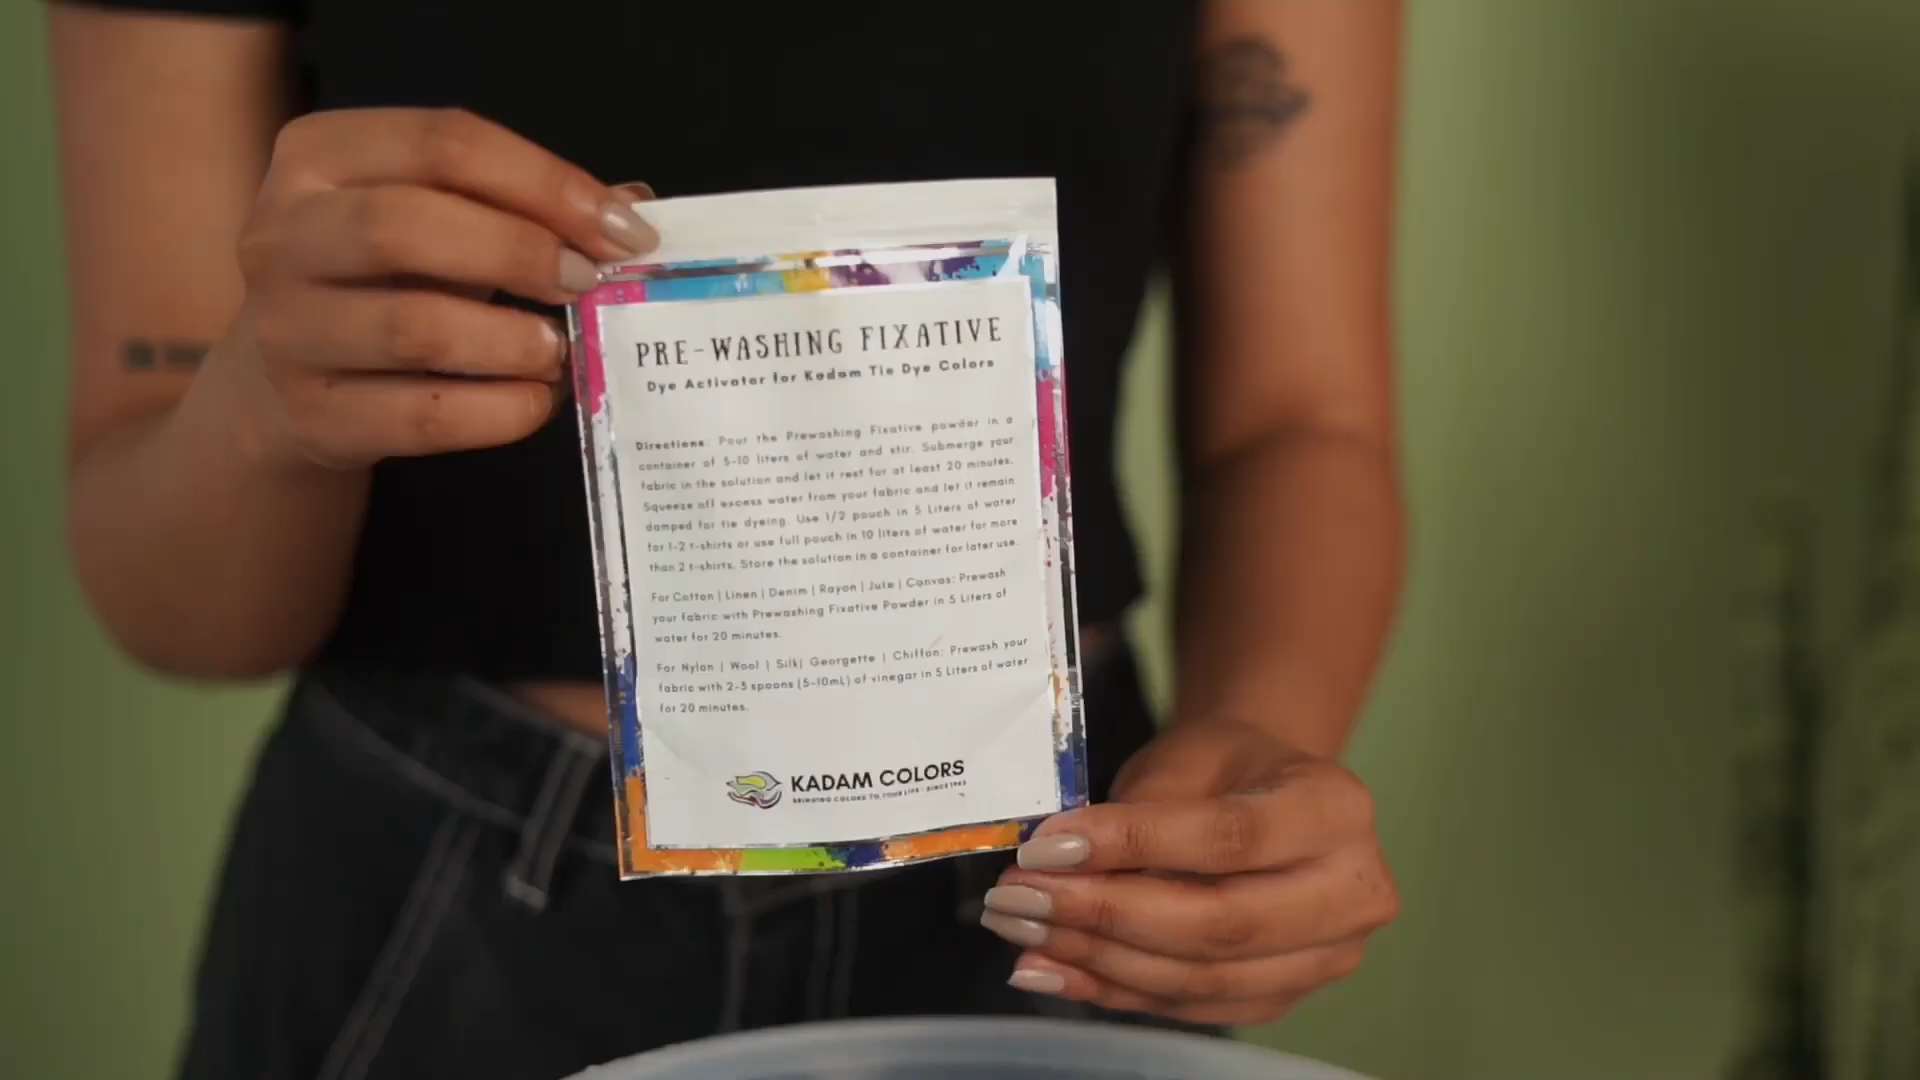 PRE-WASHING FIXATIVE
Dye Activator for Kadam Tie Dye Colors
Directions: Pour the Prewashing Fixative powder in a
container of 5-10 liters of water and stir. Submerge your
fabric in the solution and let it rest for at least 20 minutes.
Squeeze off excess water from your fabric and let it remain
damped for tie dyeing. Use 1/2 pouch in 5 Liters of water
for 1-2 t-shirts or use full pouch in 10 liters of water for more
than 2 t-shirts. Store the solution in a container for later use.
For Cotton | Linen | Denim | Rayon | Jute | Canvas: Prewash
your fabric with Prewashing Fixative Powder in 5 Liters of
water for 20 minutes.
For Nylon | Wool | Silk| Georgette | Chiffon: Prewash your
fabric with 2-3 spoons (5-10mL) of vinegar in 5 Liters of water
for 20 minutes.
KADAM COLORS
BRINGING COLORS TO YOUR LIFE - SINCE 1942